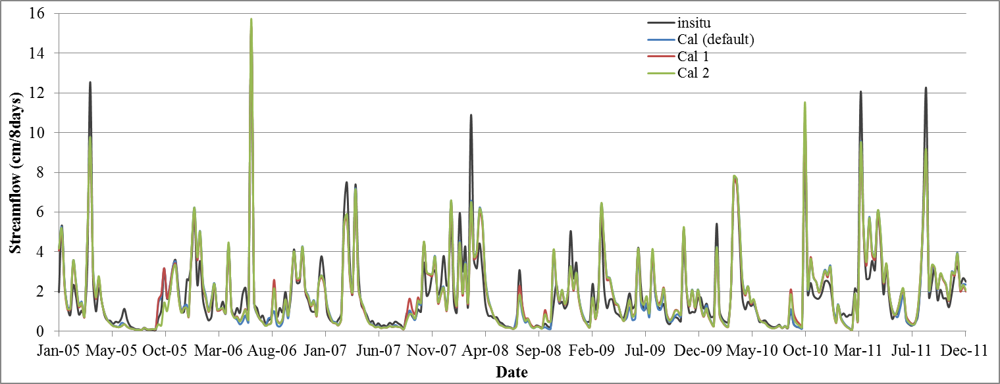 16
14
12
10
8
6
4
2
0
Streamflow (cm/8days)
insitu
Cal (default)
Cal 1
Cal 2
Jan-05 May-05 Oct-05 Mar-06 Aug-06 Jan-07 Jun-07 Nov-07 Apr-08 Sep-08 Feb-09 Jul-09 Dec-09 May-10 Oct-10 Mar-11 Jul-11 Dec-11
Date